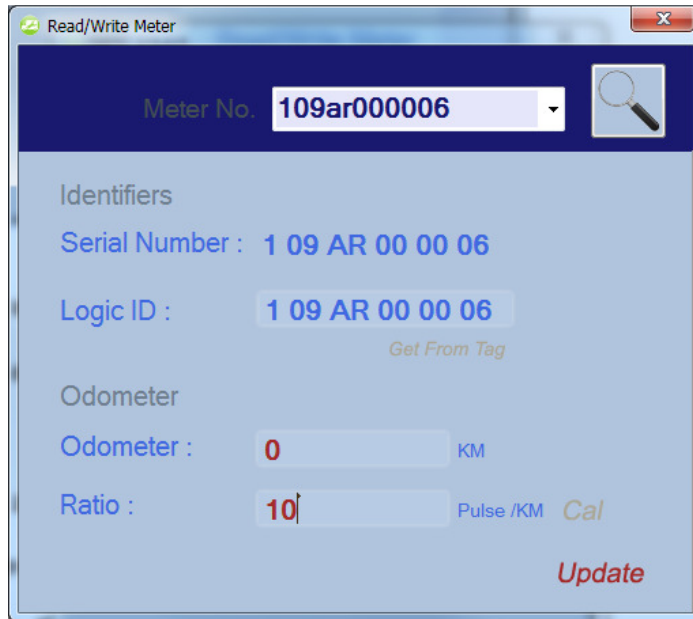 Read/Write Meter
Meter No. 109ar000006
Identifiers
Serial Number : 1 09 AR 00 00 06
Logic ID : 1 09 AR 00 00 06
Get From Tag
Odometer
Odometer : 0 KM
Ratio : 10 Pulse /KM Cal
Update